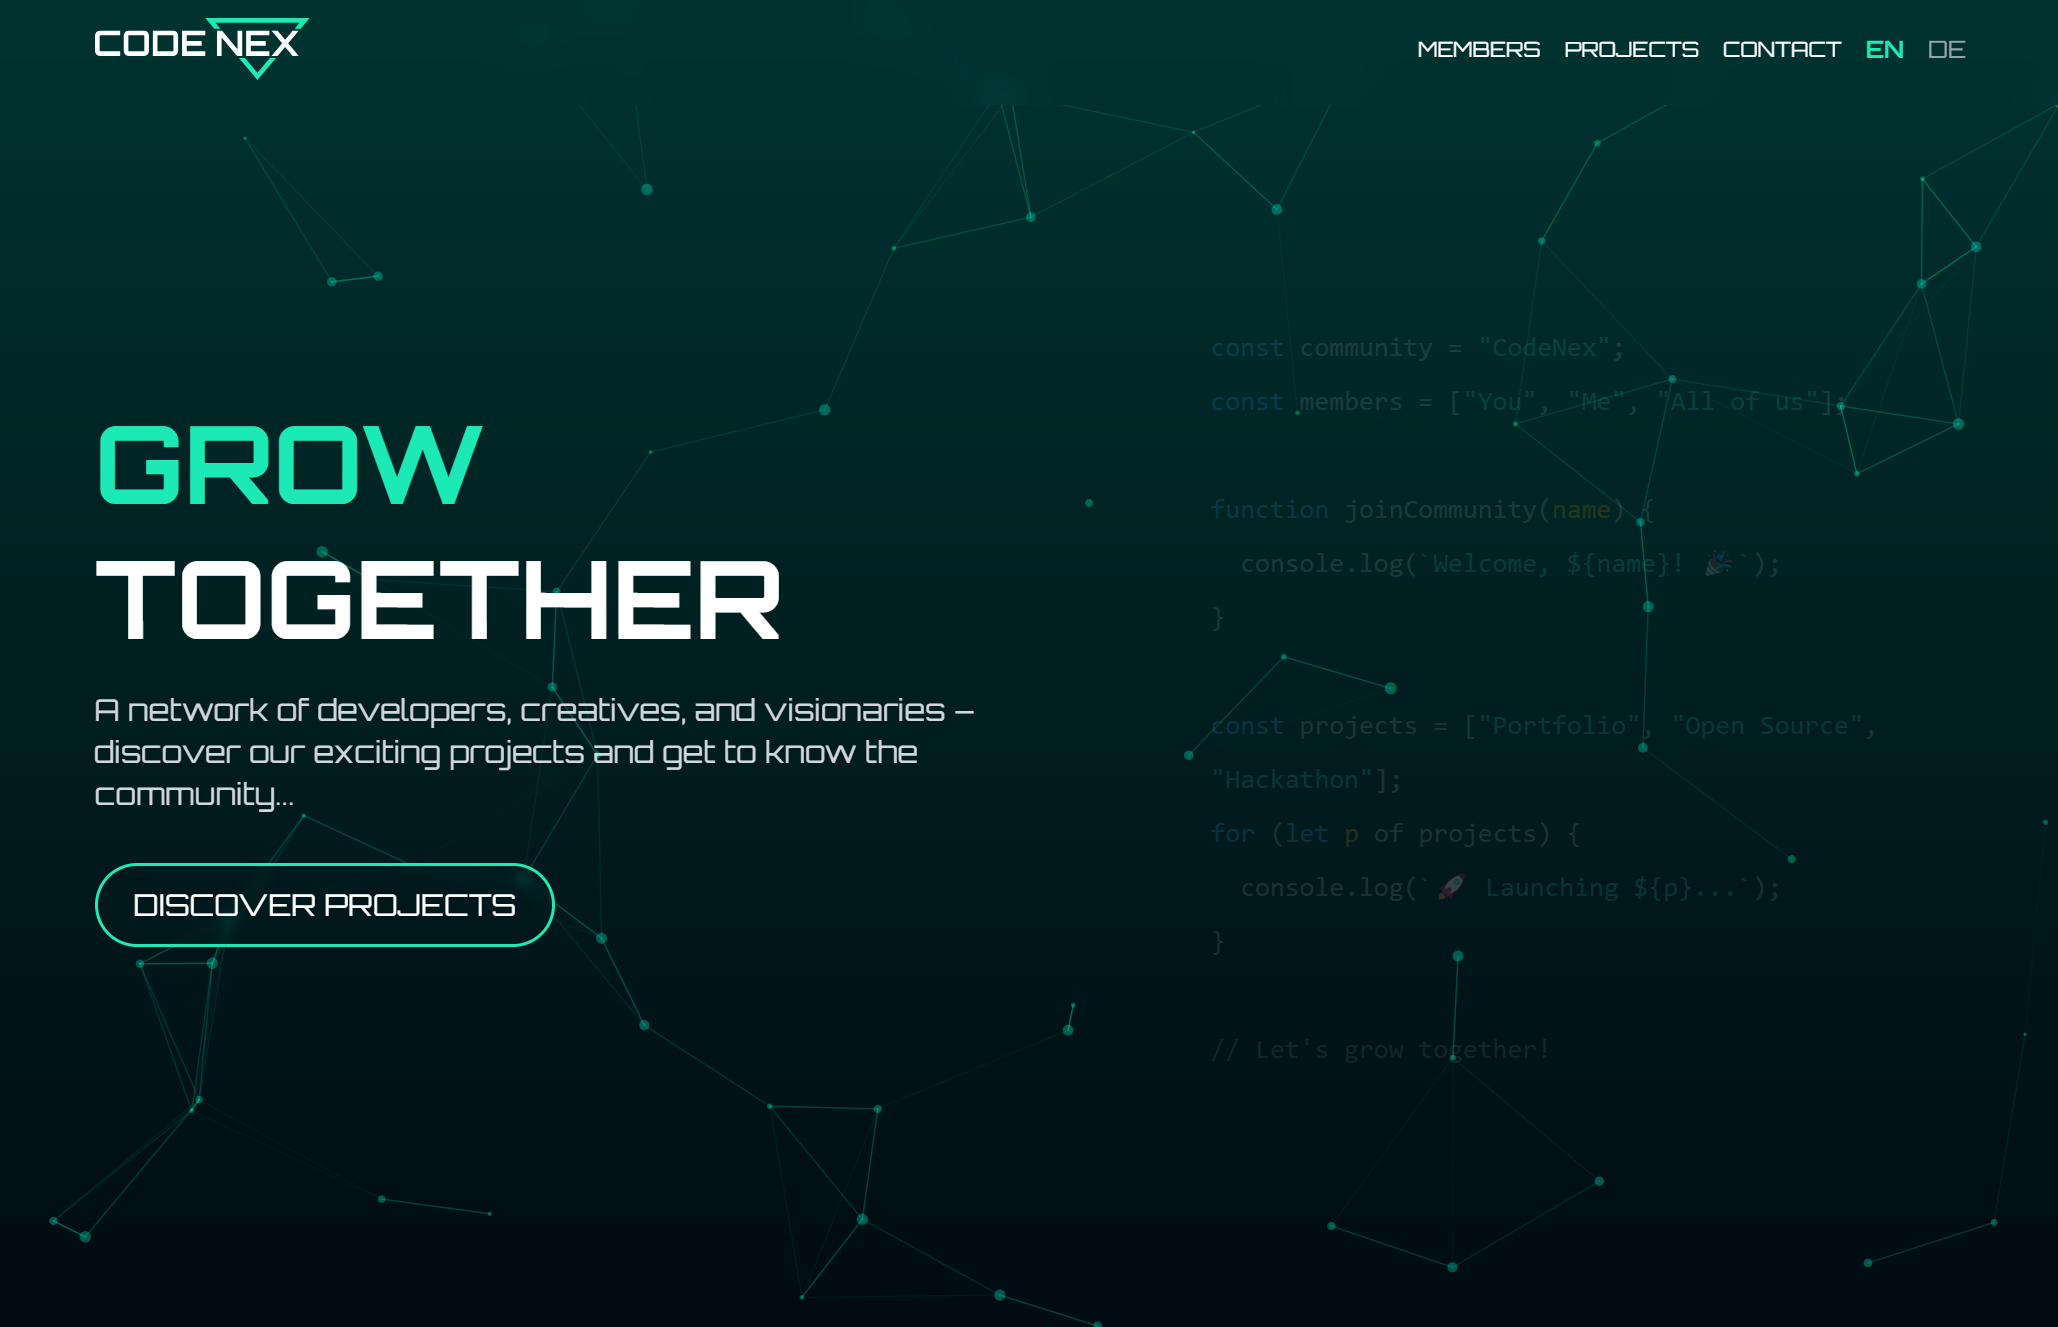 CODE NEX
MEMBERS PROJECTS CONTACT EN DE
GROW
TOGETHER
A network of developers, creatives, and visionaries –
discover our exciting projects and get to know the
community...
DISCOVER PROJECTS
const community = "CodeNex";
const members = ["You", "Me", "All of us"];
function joinCommunity(name) {
  console.log(`Welcome, ${name}! 🎉`);
}
const projects = ["Portfolio", "Open Source",
"Hackathon"];
for (let p of projects) {
  console.log(`🚀 Launching ${p}...`);
}
// Let's grow together!